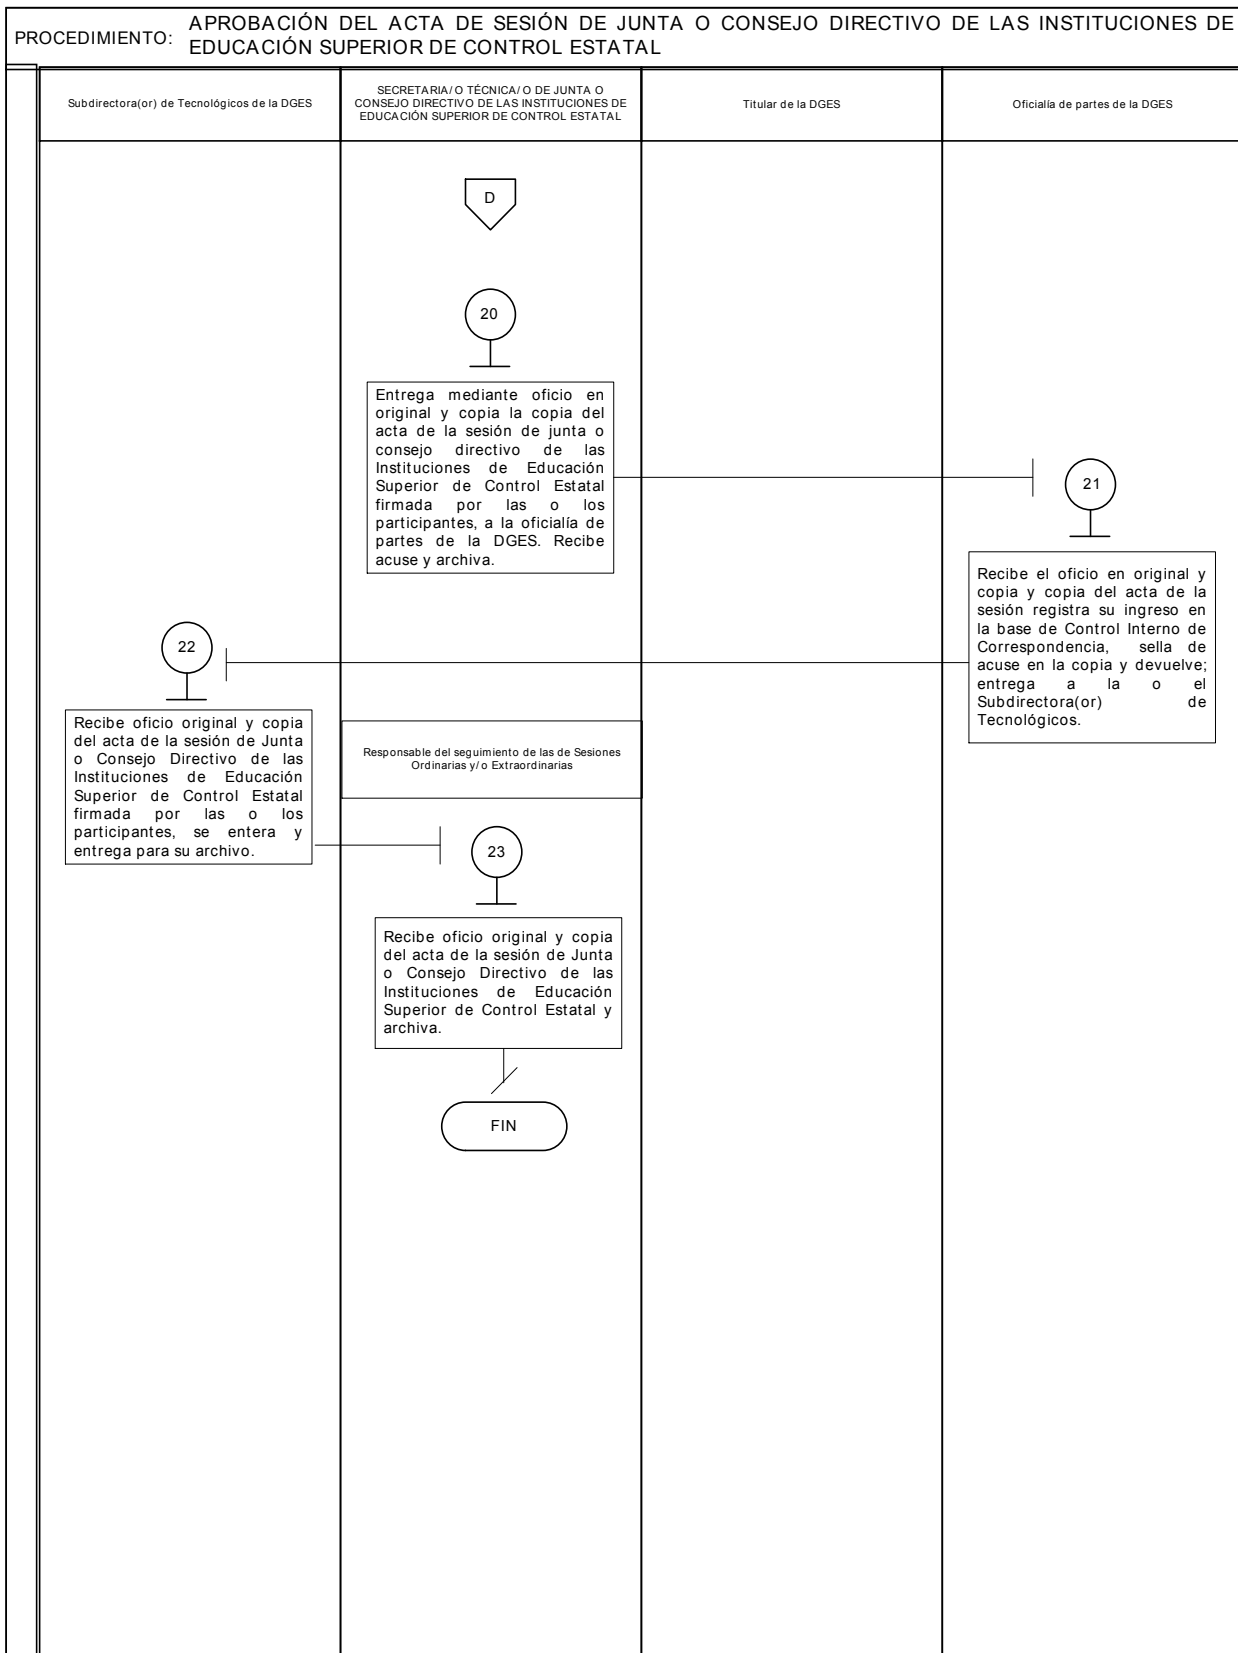 PROCEDIMIENTO:
APROBACIÓN DEL ACTA DE SESIÓN DE JUNTA O CONSEJO DIRECTIVO DE LAS INSTITUCIONES DE
EDUCACIÓN SUPERIOR DE CONTROL ESTATAL
Subdirectora(or) de Tecnológicos de la DGES
SECRETARIA/O TÉCNICA/O DE JUNTA O
CONSEJO DIRECTIVO DE LAS INSTITUCIONES DE
EDUCACIÓN SUPERIOR DE CONTROL ESTATAL
Titular de la DGES
Oficialía de partes de la DGES
D
20
Entrega mediante oficio en
original y copia la copia del
acta de la sesión de junta o
consejo directivo de las
Instituciones de Educación
Superior de Control Estatal
firmada por las o los
participantes, a la oficialía de
partes de la DGES. Recibe
acuse y archiva.
21
Recibe el oficio en original y
copia y copia del acta de la
sesión registra su ingreso en
la base de Control Interno de
Correspondencia, sella de
acuse en la copia y devuelve;
entrega a la o el
Subdirectora(or) de
Tecnológicos.
22
Recibe oficio original y copia
del acta de la sesión de Junta
o Consejo Directivo de las
Instituciones de Educación
Superior de Control Estatal
firmada por las o los
participantes, se entera y
entrega para su archivo.
Responsable del seguimiento de las de Sesiones
Ordinarias y/o Extraordinarias
23
Recibe oficio original y copia
del acta de la sesión de Junta
o Consejo Directivo de las
Instituciones de Educación
Superior de Control Estatal y
archiva.
FIN